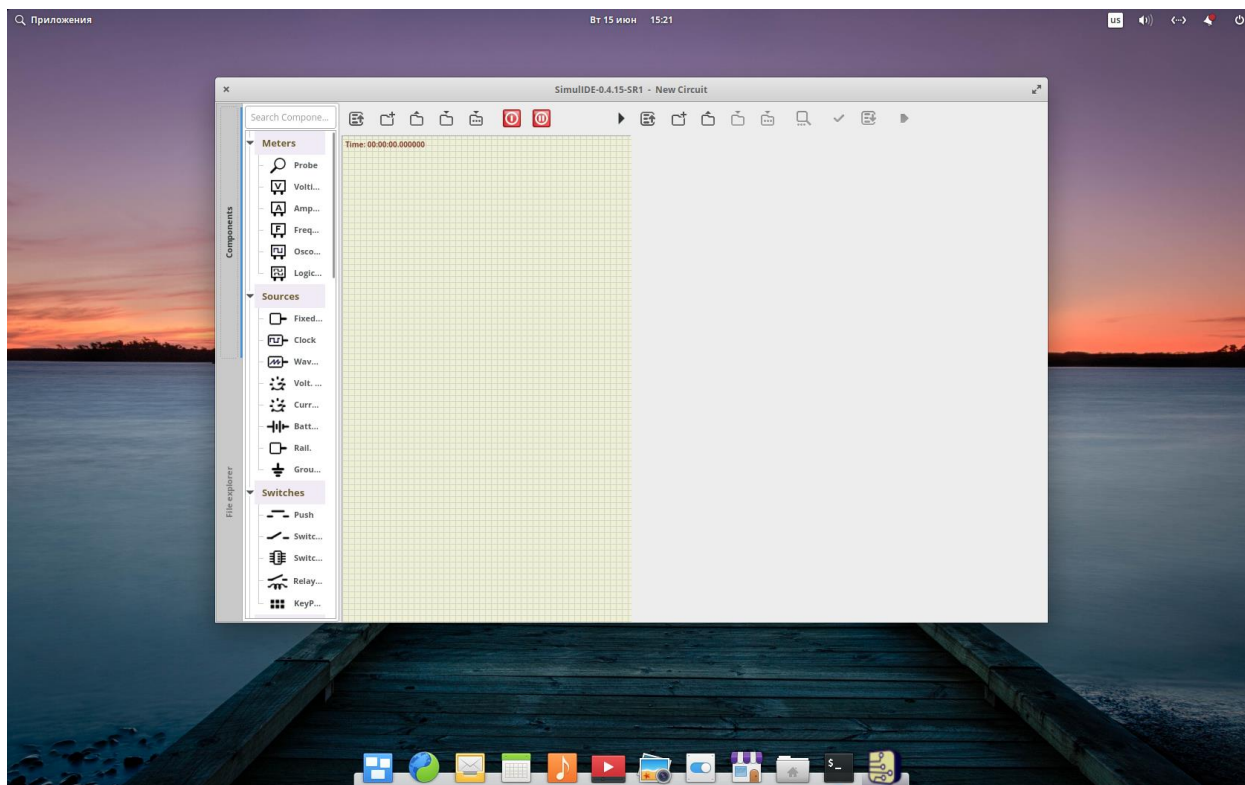 Приложения
Вт 15 июн 15:21
us
SimulIDE-0.4.15-SR1 - New Circuit
Components
File explorer
Search Compone...
Meters
Probe
Volti...
Amp...
Freq...
Osco...
Logic...
Sources
Fixed...
Clock
Wav...
Volt. ...
Curr...
Batt...
Rail.
Grou...
Switches
Push
Switc...
Switc...
Relay...
KeyP...
Time: 00:00:00.000000
V
A
F
$_